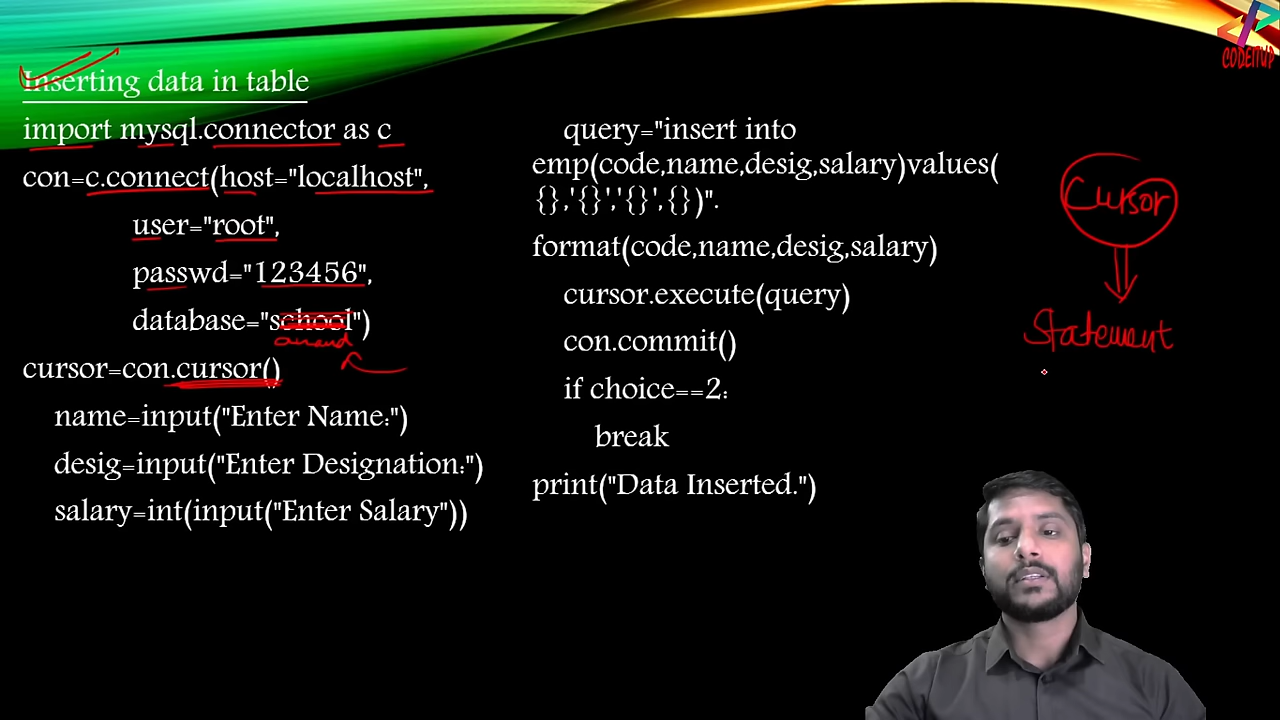 CODEITUP
Inserting data in table
import mysql.connector as c
con=c.connect(host="localhost",
user="root",
passwd="123456",
database="school")
anand
cursor=con.cursor()
name=input("Enter Name:")
desig=input("Enter Designation:")
salary=int(input("Enter Salary"))
query="insert into
emp(code,name,desig,salary)values(
{},'{}','{}',{})".
format(code,name,desig,salary)
cursor.execute(query)
con.commit()
if choice==2:
break
print("Data Inserted.")
Cursor
Statement